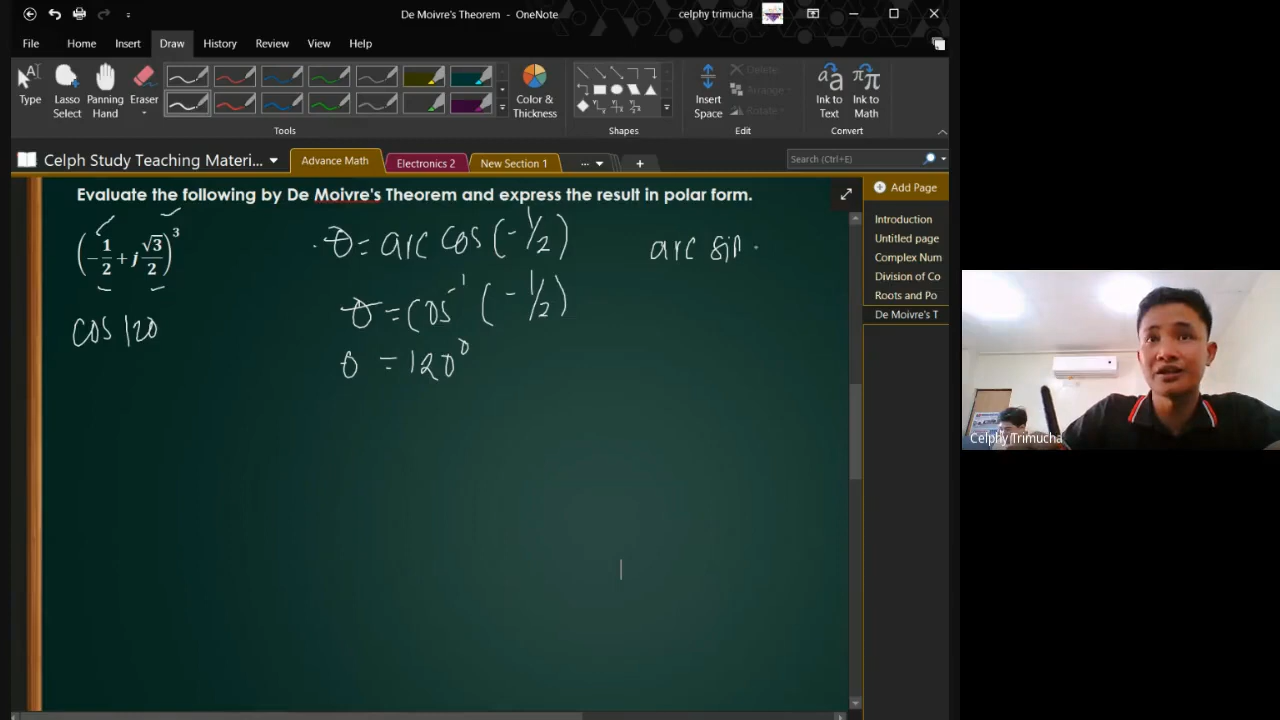 De Moivre's Theorem - OneNote
celphy trimucha
File Home Insert Draw History Review View Help
Type
Lasso Select
Panning Hand
Eraser
Color & Thickness
Insert Space
Delete
Arrange
Rotate
Ink to Text
Ink to Math
Tools
Shapes
Edit
Convert
Celph Study Teaching Materi...
Advance Math
Electronics 2
New Section 1
...
Search (Ctrl+E)
Add Page
Introduction
Untitled page
Complex Num
Division of Co
Roots and Po
De Moivre's T
Evaluate the following by De Moivre's Theorem and express the result in polar form.
(-1/2 + j√3/2)³
cos 120
θ = arc cos (-1/2)
θ = cos⁻¹ (-1/2)
θ = 120°
arc sin
Celphy Trimucha